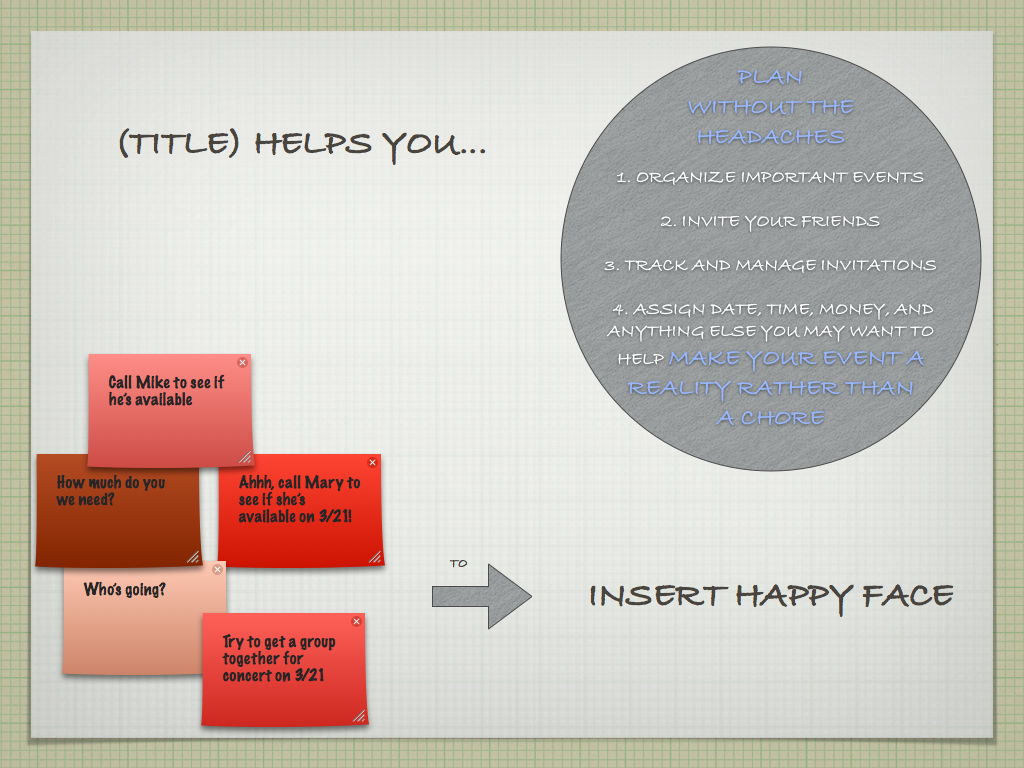 (TITLE) HELPS YOU...
PLAN
WITHOUT THE
HEADACHES
1. ORGANIZE IMPORTANT EVENTS
2. INVITE YOUR FRIENDS
3. TRACK AND MANAGE INVITATIONS
4. ASSIGN DATE, TIME, MONEY, AND
ANYTHING ELSE YOU MAY WANT TO
HELP MAKE YOUR EVENT A
REALITY RATHER THAN
A CHORE
Call Mike to see if
he's available
How much do you
we need?
Ahhh, call Mary to
see if she's
available on 3/21!
Who's going?
Try to get a group
together for
concert on 3/21
TO
INSERT HAPPY FACE